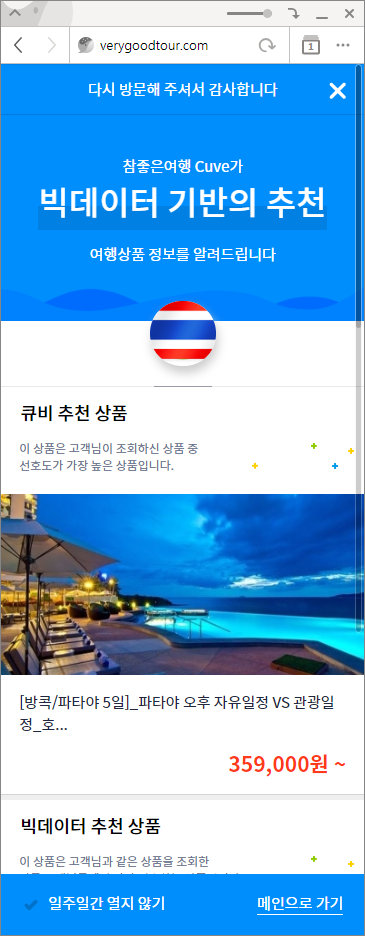 verygoodtour.com
1
다시 방문해 주셔서 감사합니다
참좋은여행 Cuve가
빅데이터 기반의 추천
여행상품 정보를 알려드립니다
큐비 추천 상품
이 상품은 고객님이 조회하신 상품 중
선호도가 가장 높은 상품입니다.
[방콕/파타야 5일]_파타야 오후 자유일정 VS 관광일
정_호...
359,000원 ~
빅데이터 추천 상품
이 상품은 고객님과 같은 상품을 조회한
일주일간 열지 않기
메인으로 가기